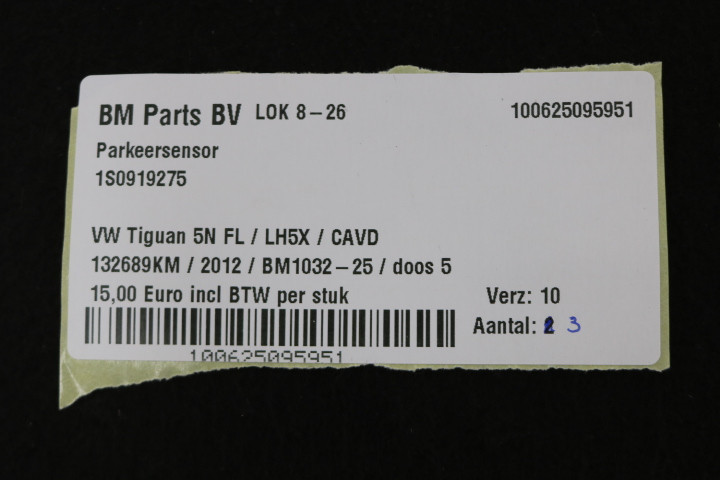 BM Parts BV LOK 8-26 100625095951
Parkeersensor
1S0919275
VW Tiguan 5N FL / LH5X / CAVD
132689KM / 2012 / BM1032-25 / doos 5
15,00 Euro incl BTW per stuk Verz: 10
Aantal: 3
100625095951